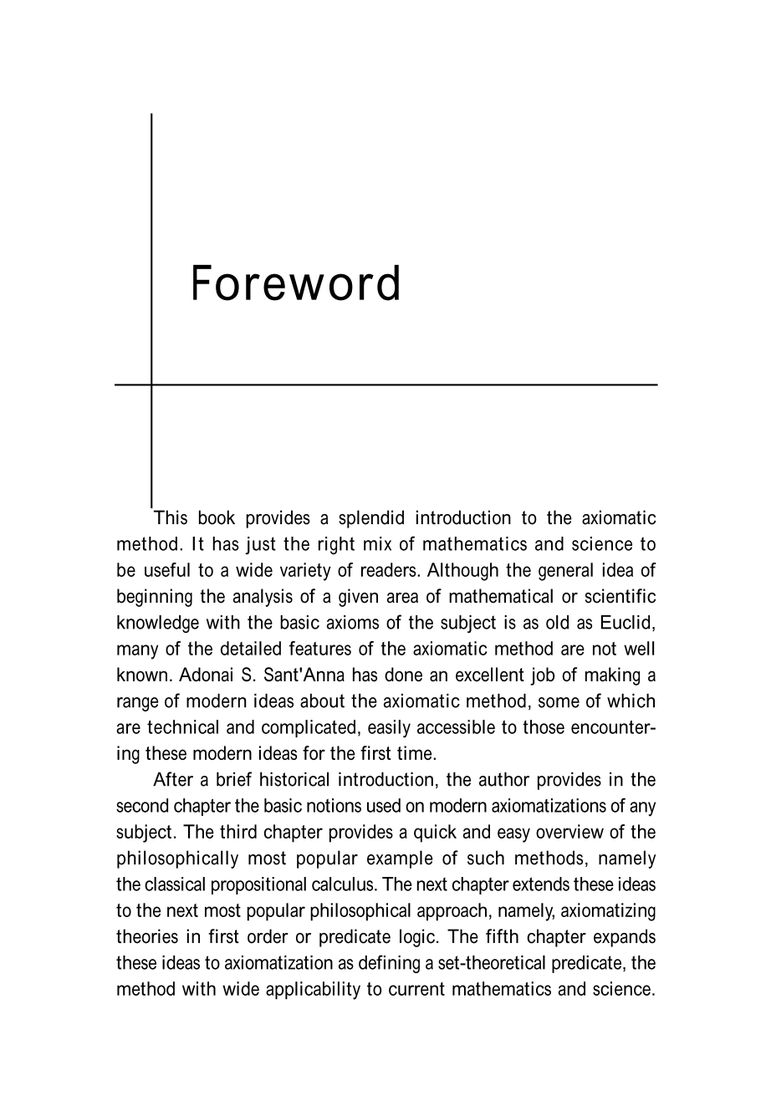 Foreword
This book provides a splendid introduction to the axiomatic
method. It has just the right mix of mathematics and science to
be useful to a wide variety of readers. Although the general idea of
beginning the analysis of a given area of mathematical or scientific
knowledge with the basic axioms of the subject is as old as Euclid,
many of the detailed features of the axiomatic method are not well
known. Adonai S. Sant'Anna has done an excellent job of making a
range of modern ideas about the axiomatic method, some of which
are technical and complicated, easily accessible to those encounter-
ing these modern ideas for the first time.
After a brief historical introduction, the author provides in the
second chapter the basic notions used on modern axiomatizations of any
subject. The third chapter provides a quick and easy overview of the
philosophically most popular example of such methods, namely
the classical propositional calculus. The next chapter extends these ideas
to the next most popular philosophical approach, namely, axiomatizing
theories in first order or predicate logic. The fifth chapter expands
these ideas to axiomatization as defining a set-theoretical predicate, the
method with wide applicability to current mathematics and science.